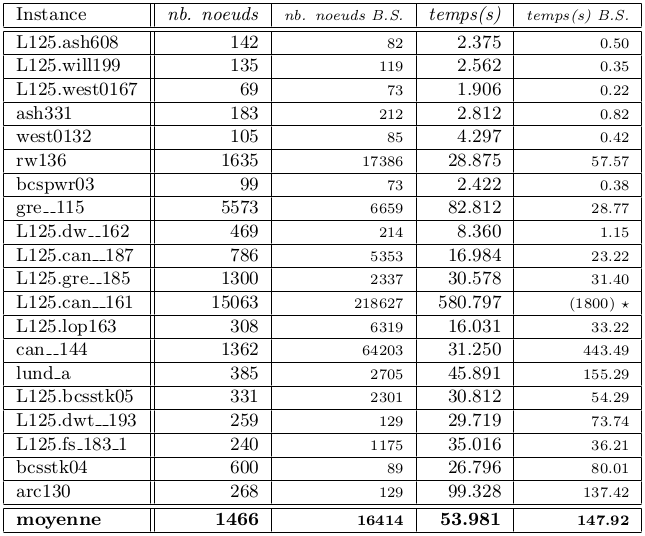 Instance nb. noeuds nb. noeuds B.S. temps(s) temps(s) B.S.
L125.ash608 142 82 2.375 0.50
L125.will199 135 119 2.562 0.35
L125.west0167 69 73 1.906 0.22
ash331 183 212 2.812 0.82
west0132 105 85 4.297 0.42
rw136 1635 17386 28.875 57.57
bcspwr03 99 73 2.422 0.38
gre__115 5573 6659 82.812 28.77
L125.dw__162 469 214 8.360 1.15
L125.can__187 786 5353 16.984 23.22
L125.gre__185 1300 2337 30.578 31.40
L125.can__161 15063 218627 580.797 (1800) ⋆
L125.lop163 308 6319 16.031 33.22
can__144 1362 64203 31.250 443.49
lund_a 385 2705 45.891 155.29
L125.bcsstk05 331 2301 30.812 54.29
L125.dwt__193 259 129 29.719 73.74
L125.fs_183_1 240 1175 35.016 36.21
bcsstk04 600 89 26.796 80.01
arc130 268 129 99.328 137.42
moyenne 1466 16414 53.981 147.92